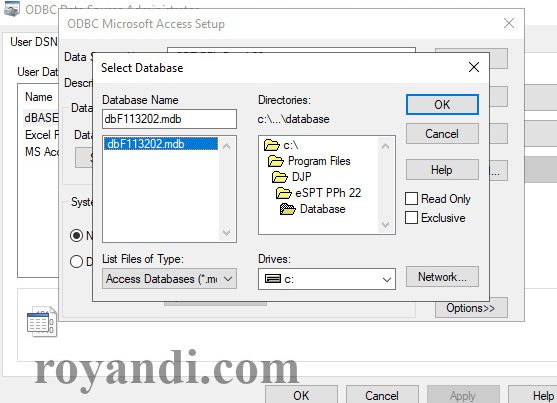 ODBC Data Source Administrator
ODBC Microsoft Access Setup
User DSN
Data S
Select Database
User Dat
Descri
Name
dBASE
Excel F
MS Acc
Data
Data
S
Database Name
dbF113202.mdb
dbF113202.mdb
Directories:
c:\...\database
c:\
Program Files
DJP
eSPT PPh 22
Database
OK
Cancel
Help
Read Only
Exclusive
Syste
N
D
List Files of Type:
Access Databases (*.m
Drives:
c:
Network...
Options>>
royandi.com
OK
Cancel
Apply
Help